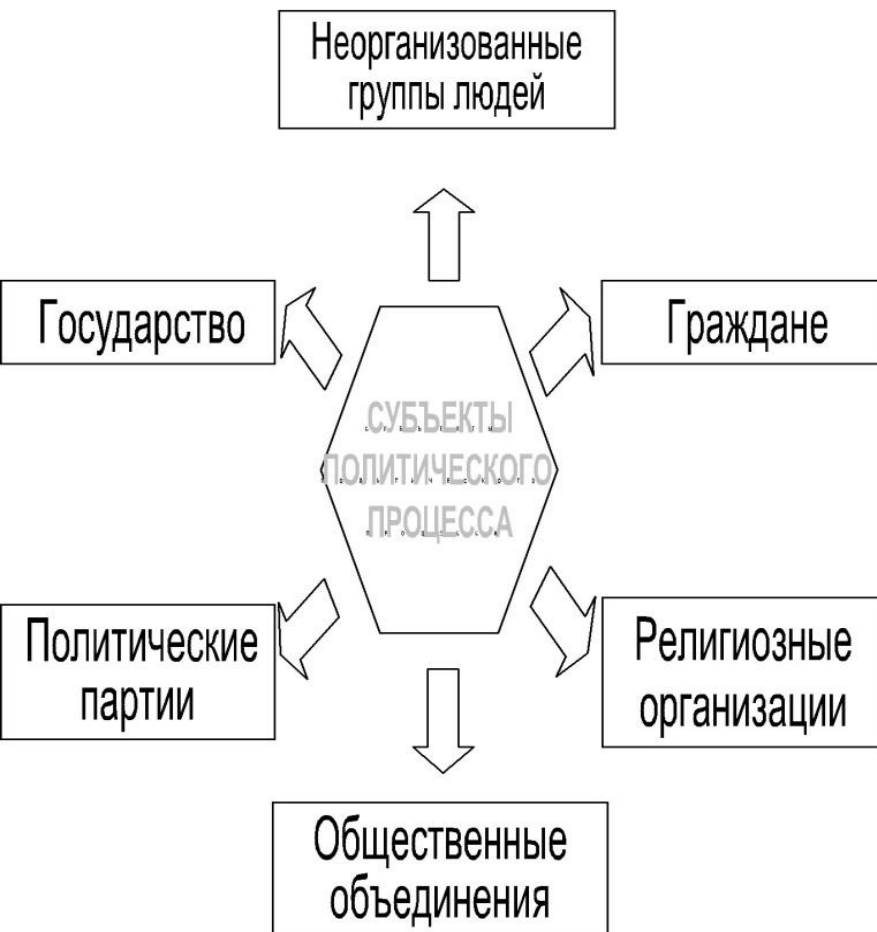 Неорганизованные
группы людей
Государство
Граждане
СУБЪЕКТЫ
ПОЛИТИЧЕСКОГО
ПРОЦЕССА
Политические
партии
Религиозные
организации
Общественные
объединения